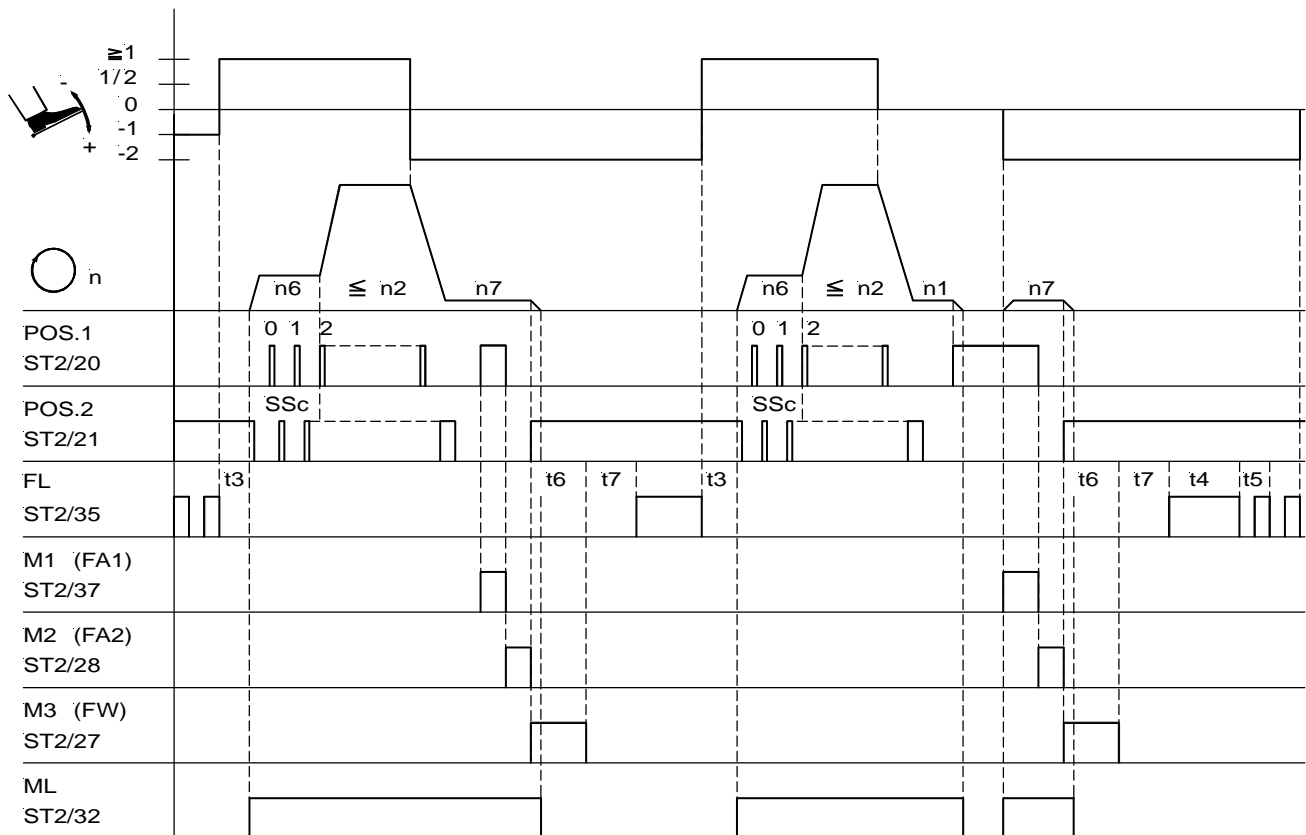 ≧1
1/2
0
-1
-2
-
+
n
n6 ≦ n2 n7 n6 ≦ n2 n1 n7
POS.1 0 1 2 0 1 2
ST2/20
POS.2 SSc SSc
ST2/21
FL t3 t6 t7 t3 t6 t7 t4 t5
ST2/35
M1 (FA1)
ST2/37
M2 (FA2)
ST2/28
M3 (FW)
ST2/27
ML
ST2/32